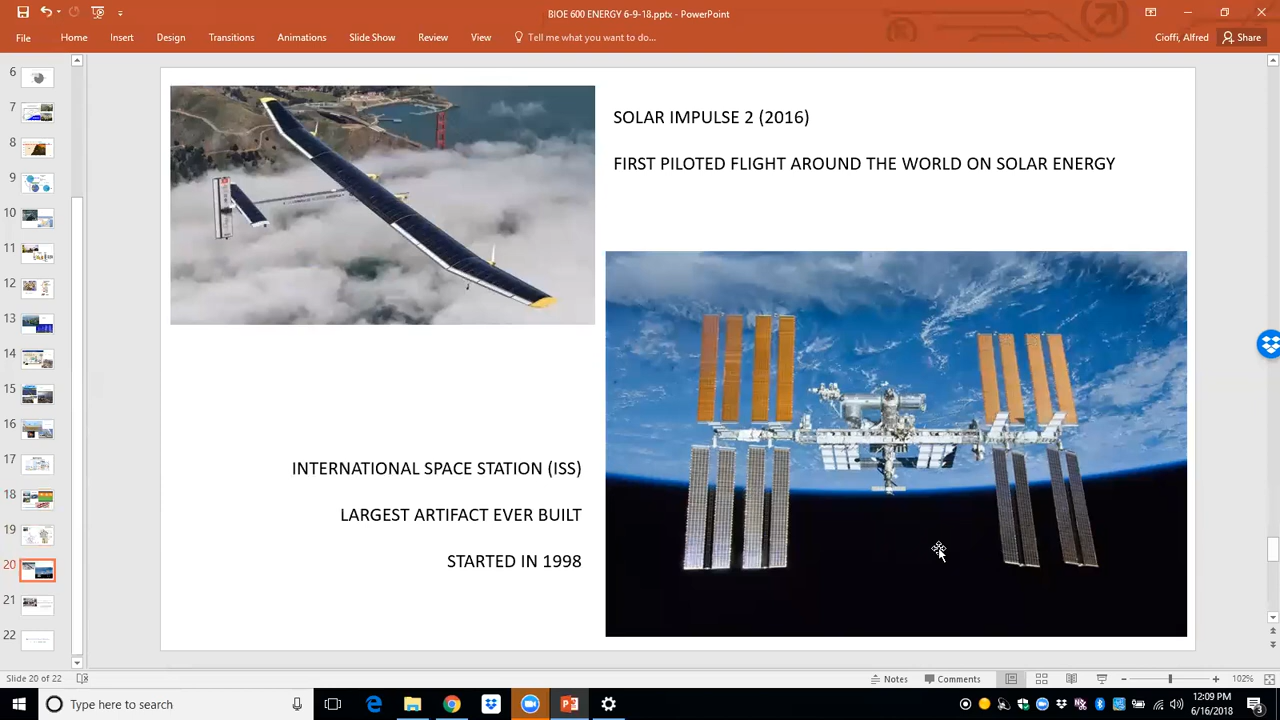 BIOE 600 ENERGY 6-9-18.pptx - PowerPoint
File Home Insert Design Transitions Animations Slide Show Review View Tell me what you want to do... Cioffi, Alfred Share
6
7
8
9
10
11
12
13
14
15
16
17
18
19
20
21
22
SOLAR IMPULSE 2 (2016)
FIRST PILOTED FLIGHT AROUND THE WORLD ON SOLAR ENERGY
INTERNATIONAL SPACE STATION (ISS)
LARGEST ARTIFACT EVER BUILT
STARTED IN 1998
Slide 20 of 22 Notes Comments 102%
Type here to search
12:09 PM
6/16/2018
3